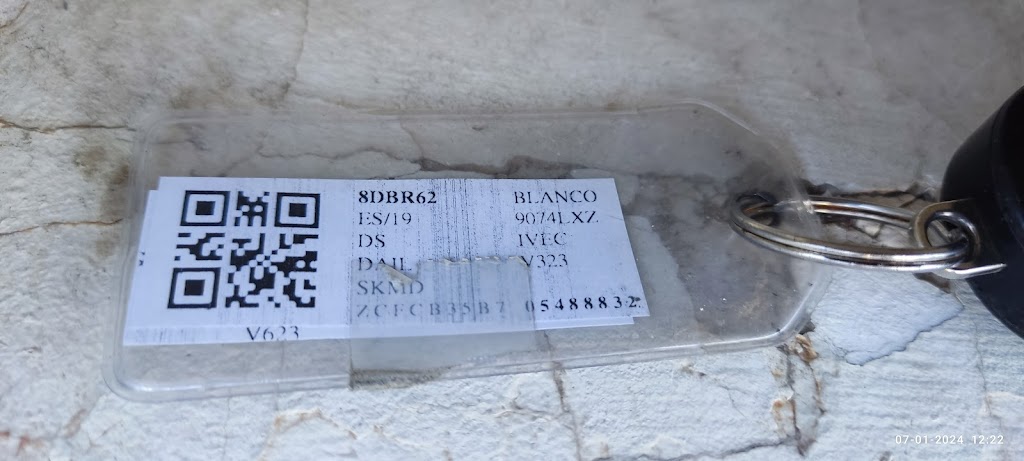 8DBR62 BLANCO
ES/19 9074LXZ
DS IVEC
DAIL V323
SKMD
ZCFCB35B7 05488832
V623
07-01-2024 12:22